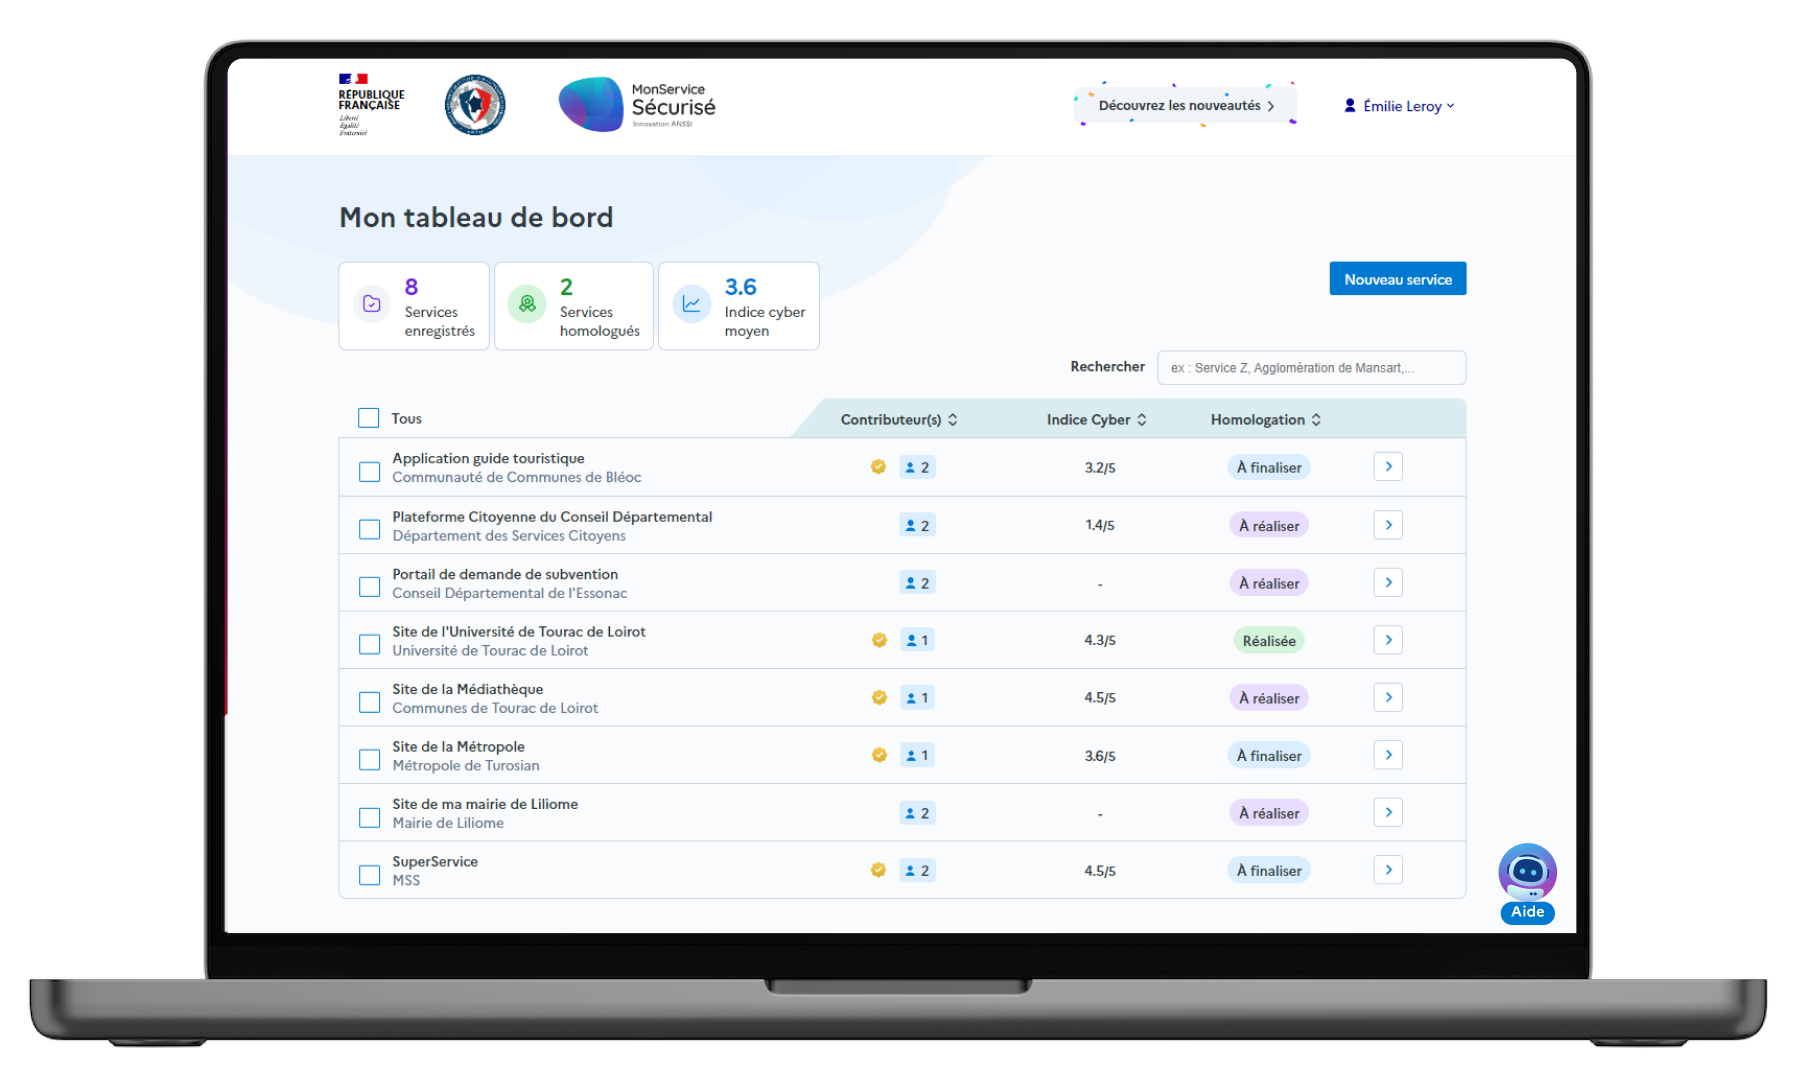 RÉPUBLIQUE
FRANÇAISE
Liberté
Égalité
Fraternité
MonService
Sécurisé
Innovation ANSSI
Découvrez les nouveautés
Émilie Leroy
Mon tableau de bord
8
Services
enregistrés
2
Services
homologués
3.6
Indice cyber
moyen
Nouveau service
Rechercher
ex : Service Z, Agglomération de Mansart,...
Tous Contributeur(s) Indice Cyber Homologation
Application guide touristique
Communauté de Communes de Bléoc
2 3.2/5 À finaliser
Plateforme Citoyenne du Conseil Départemental
Département des Services Citoyens
2 1.4/5 À réaliser
Portail de demande de subvention
Conseil Départemental de l'Essonac
2 - À réaliser
Site de l'Université de Tourac de Loirot
Université de Tourac de Loirot
1 4.3/5 Réalisée
Site de la Médiathèque
Communes de Tourac de Loirot
1 4.5/5 À réaliser
Site de la Métropole
Métropole de Turosian
1 3.6/5 À finaliser
Site de ma mairie de Liliome
Mairie de Liliome
2 - À réaliser
SuperService
MSS
2 4.5/5 À finaliser
Aide